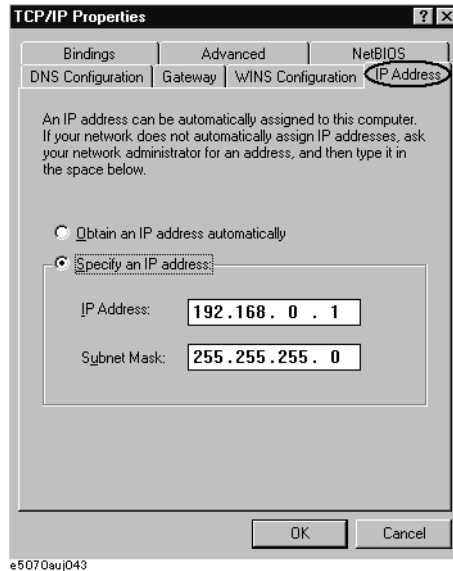 TCP/IP Properties
Bindings Advanced NetBIOS
DNS Configuration Gateway WINS Configuration IP Address
An IP address can be automatically assigned to this computer.
If your network does not automatically assign IP addresses, ask
your network administrator for an address, and then type it in
the space below.
Obtain an IP address automatically
Specify an IP address:
IP Address: 192.168. 0 . 1
Subnet Mask: 255.255.255. 0
OK Cancel
e5070auj043